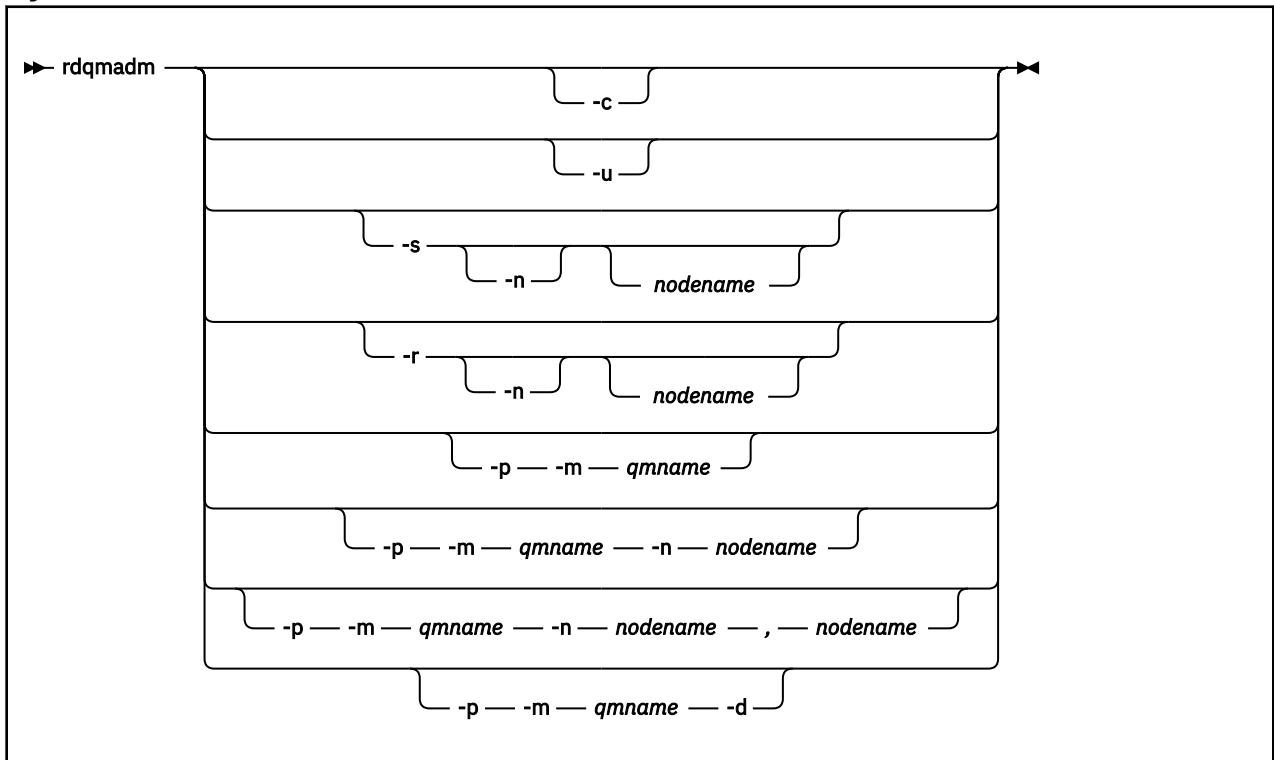 rdqmadm
-c
-u
-s
-n nodename
-r
-n nodename
-p -m qmname
-p -m qmname -n nodename
-p -m qmname -n nodename , nodename
-p -m qmname -d